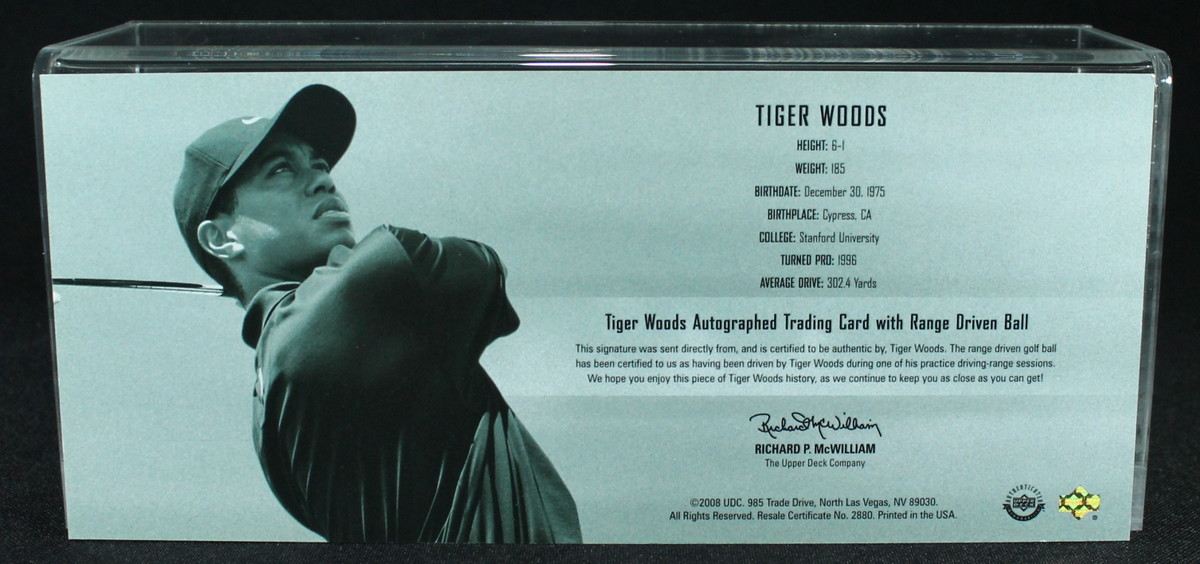 TIGER WOODS
HEIGHT: 6-1
WEIGHT: 185
BIRTHDATE: December 30, 1975
BIRTHPLACE: Cypress, CA
COLLEGE: Stanford University
TURNED PRO: 1996
AVERAGE DRIVE: 302.4 Yards
Tiger Woods Autographed Trading Card with Range Driven Ball
This signature was sent directly from, and is certified to be authentic by, Tiger Woods. The range driven golf ball
has been certified to us as having been driven by Tiger Woods during one of his practice driving-range sessions.
We hope you enjoy this piece of Tiger Woods history, as we continue to keep you as close as you can get!
Richard McWilliam
RICHARD P. McWILLIAM
The Upper Deck Company
©2008 UDC. 985 Trade Drive, North Las Vegas, NV 89030.
All Rights Reserved. Resale Certificate No. 2880. Printed in the USA.